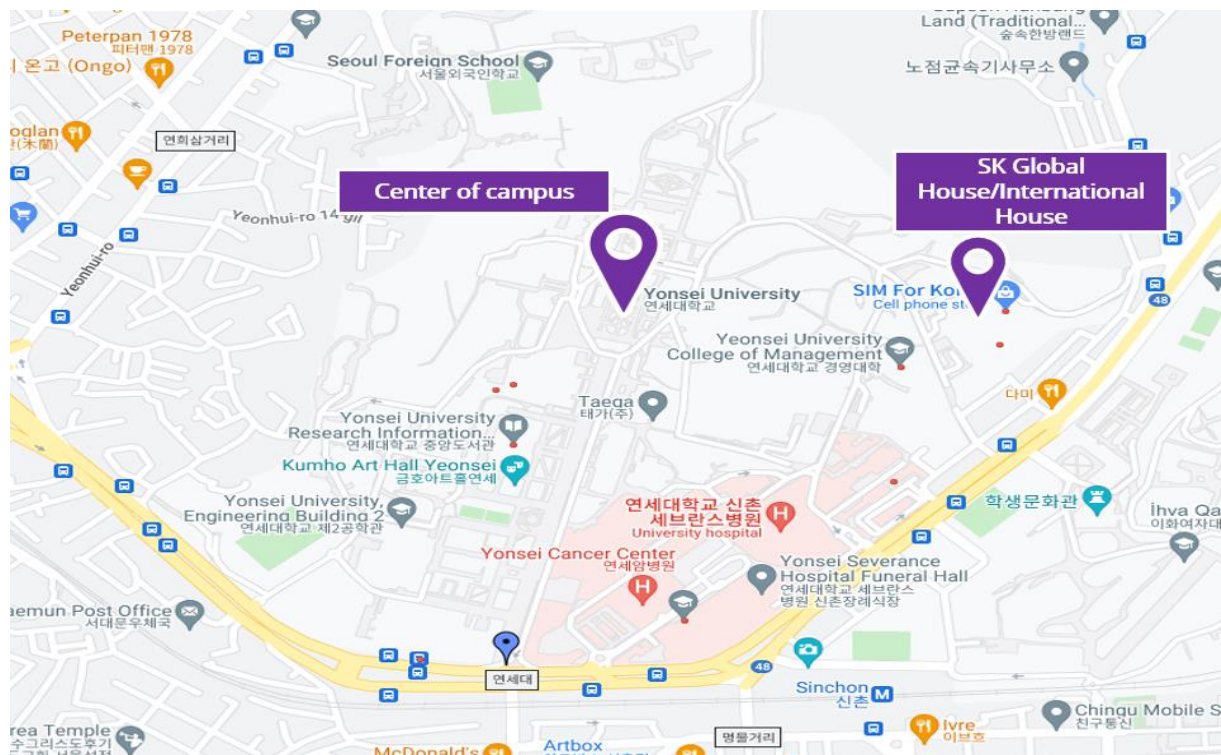 Peterpan 1978
피터팬 1978
온고 (Ongo)
Seoul Foreign School
서울외국인학교
Land (Traditional...
숲속한방랜드
노점균속기사무소
연희삼거리
Center of campus
SK Global
House/International
House
Yeonhui-ro
Yeonhui-ro 14
Yonsei University
연세대학교
SIM For
Cell phone st
48
Yeonsei University
College of Management
연세대학교 경영대학
Taega
태가(주)
다미
Yonsei University
Research Information...
연세대학교 중앙도서관
Kumho Art Hall Yeonsei
금호아트홀연세
Yonsei University,
Engineering Building 2
연세대학교 제2공학관
연세대학교 신촌
세브란스병원
University hospital
H
학생문화관
Yonsei Cancer Center
연세암병원
H
Yonsei Severance
Hospital Funeral Hall
연세대학교 세브란스
병원 신촌장례식장
Post Office
서대문우체국
연세대
48
Sinchon
신촌
M
Temple
Chingu Mobile S
친구통신
Ivre
이브흐
McDonald's
Artbox
명물거리